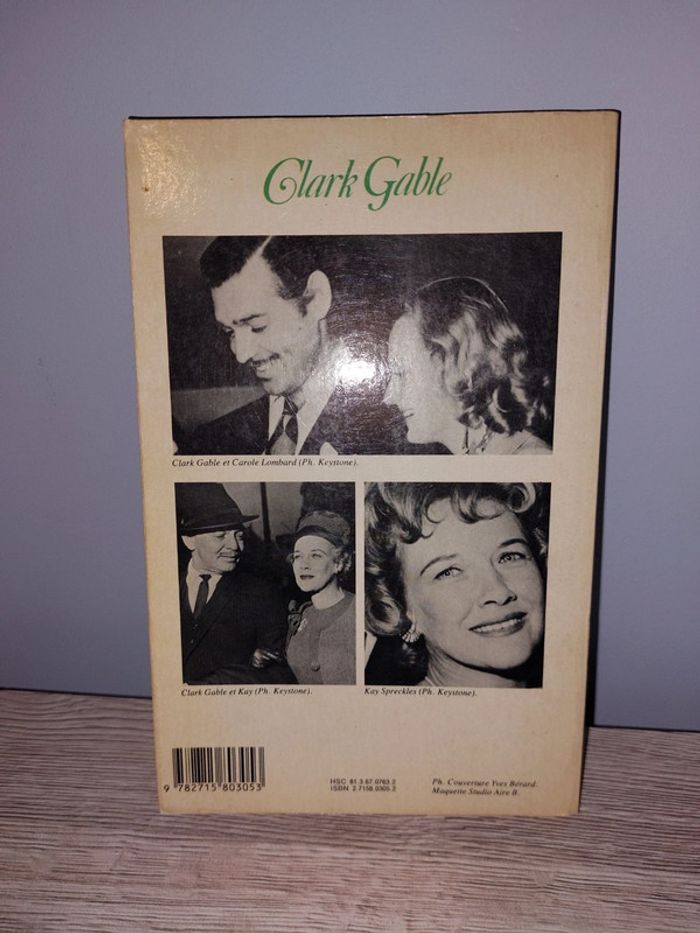 Clark Gable
Clark Gable et Carole Lombard (Ph. Keystone).
Clark Gable et Kay (Ph. Keystone).
Kay Spreckles (Ph. Keystone).
9 782715 803053
HSC 81.3.67.0763.2
ISBN 2.7158.0305.2
Ph. Couverture Yves Bérard.
Maquette Studio Aire B.